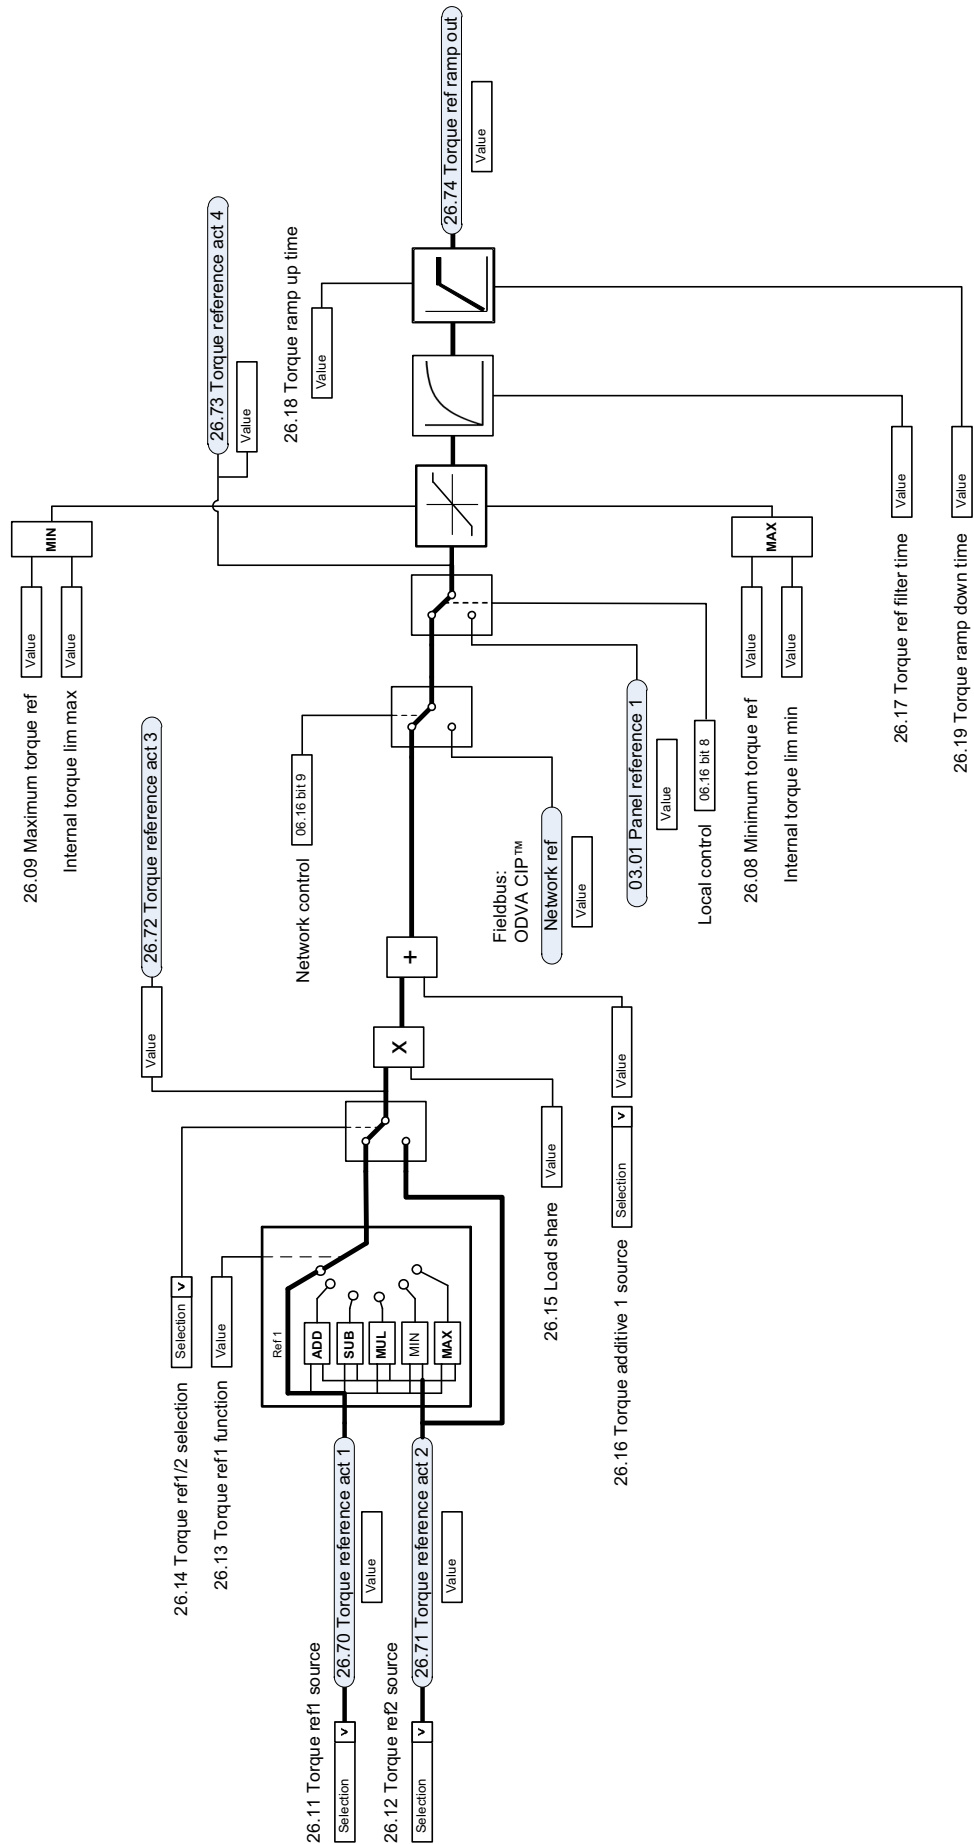 26.11 Torque ref1 source
Selection
v
26.70 Torque reference act 1
Value
26.12 Torque ref2 source
Selection
v
26.71 Torque reference act 2
Value
26.14 Torque ref1/2 selection
Selection
v
26.13 Torque ref1 function
Value
Ref 1
ADD
SUB
MUL
MIN
MAX
26.72 Torque reference act 3
Value
X
26.15 Load share
Value
+
26.16 Torque additive 1 source
Selection
v
Value
Network control
06.16 bit 9
Fieldbus:
ODVA CIP™
Network ref
Value
03.01 Panel reference 1
Value
Local control
06.16 bit 8
26.73 Torque reference act 4
Value
26.09 Maximum torque ref
Value
Internal torque lim max
Value
MIN
26.08 Minimum torque ref
Value
Internal torque lim min
Value
MAX
26.17 Torque ref filter time
Value
26.18 Torque ramp up time
Value
26.19 Torque ramp down time
Value
26.74 Torque ref ramp out
Value